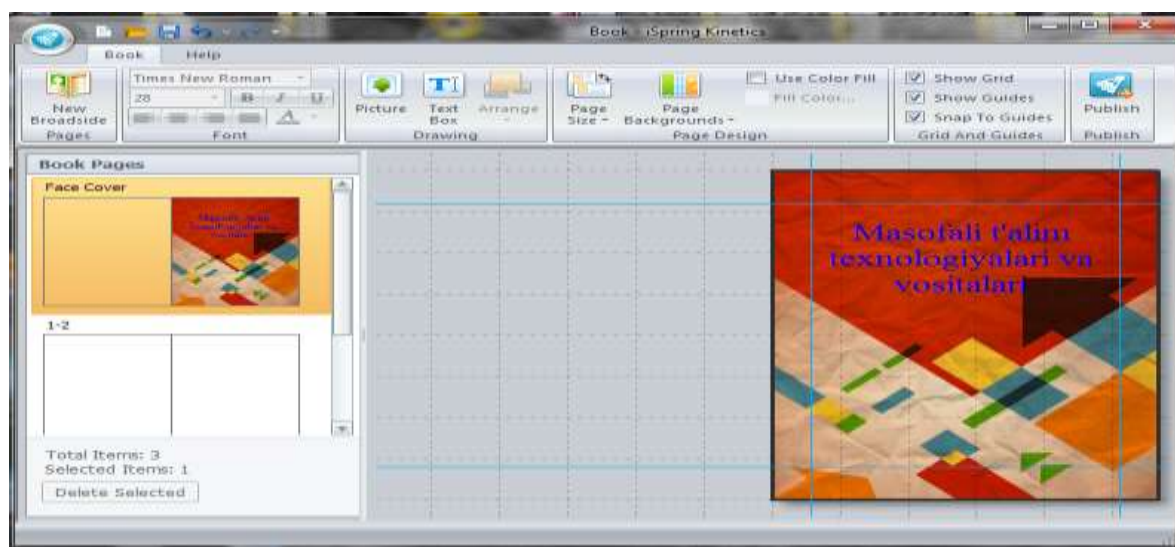 Book - iSpring Kinetics
Book Help
New Broadside
Pages
Times New Roman
28
B I U
A
Font
Picture
Text Box
Arrange
Drawing
Page Size
Page Backgrounds
Use Color Fill
Fill Color...
Page Design
Show Grid
Show Guides
Snap To Guides
Grid And Guides
Publish
Publish
Book Pages
Face Cover
1-2
Total Items: 3
Selected Items: 1
Delete Selected
Masofali t'alim
texnologiyalari va
vositalari